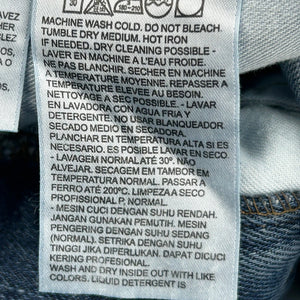 30
180-210
MACHINE WASH COLD. DO NOT BLEACH.
TUMBLE DRY MEDIUM. HOT IRON
IF NEEDED. DRY CLEANING POSSIBLE -
LAVER EN MACHINE A L'EAU FROIDE.
NE PAS BLANCHIR. SECHER EN MACHINE A
TEMPERATURE MOYENNE. REPASSER A
TEMPERATURE ELEVEE AU BESOIN.
NETTOYAGE A SEC POSSIBLE - LAVAR
EN LAVADORA CON AGUA FRIA Y
DETERGENTE. NO USAR BLANQUEADOR.
SECADO MEDIO EN SECADORA.
PLANCHAR A TEMPERATURA ALTA SI ES
NECESARIO. ES POSIBLE LAVAR EN SECO.
- LAVAGEM NORMAL ATÉ 30º. NÃO
ALVEJAR. SECAGEM EM TAMBOR EM
TEMPERATURA NORMAL. PASSAR A
FERRO ATÉ 200ºC. LIMPEZA A SECO
PROFISSIONAL P, NORMAL.
- MESIN CUCI DENGAN SUHU RENDAH.
JANGAN GUNAKAN PEMUTIH. MESIN
PENGERING DENGAN SUHU SEDANG
(NORMAL). SETRIKA DENGAN SUHU
TINGGI (JIKA PERLU). DAPAT DICUCI
KERING PROFESIONAL.
WASH AND DRY INSIDE OUT WITH LIKE
COLORS. LIQUID DETERGENT IS